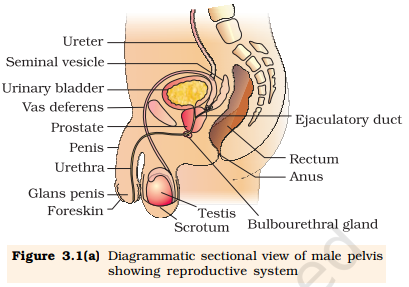 Ureter
Seminal vesicle
Urinary bladder
Vas deferens
Prostate
Penis
Urethra
Glans penis
Foreskin
Testis
Scrotum
Ejaculatory duct
Rectum
Anus
Bulbourethral gland
Figure 3.1(a) Diagrammatic sectional view of male pelvis
showing reproductive system